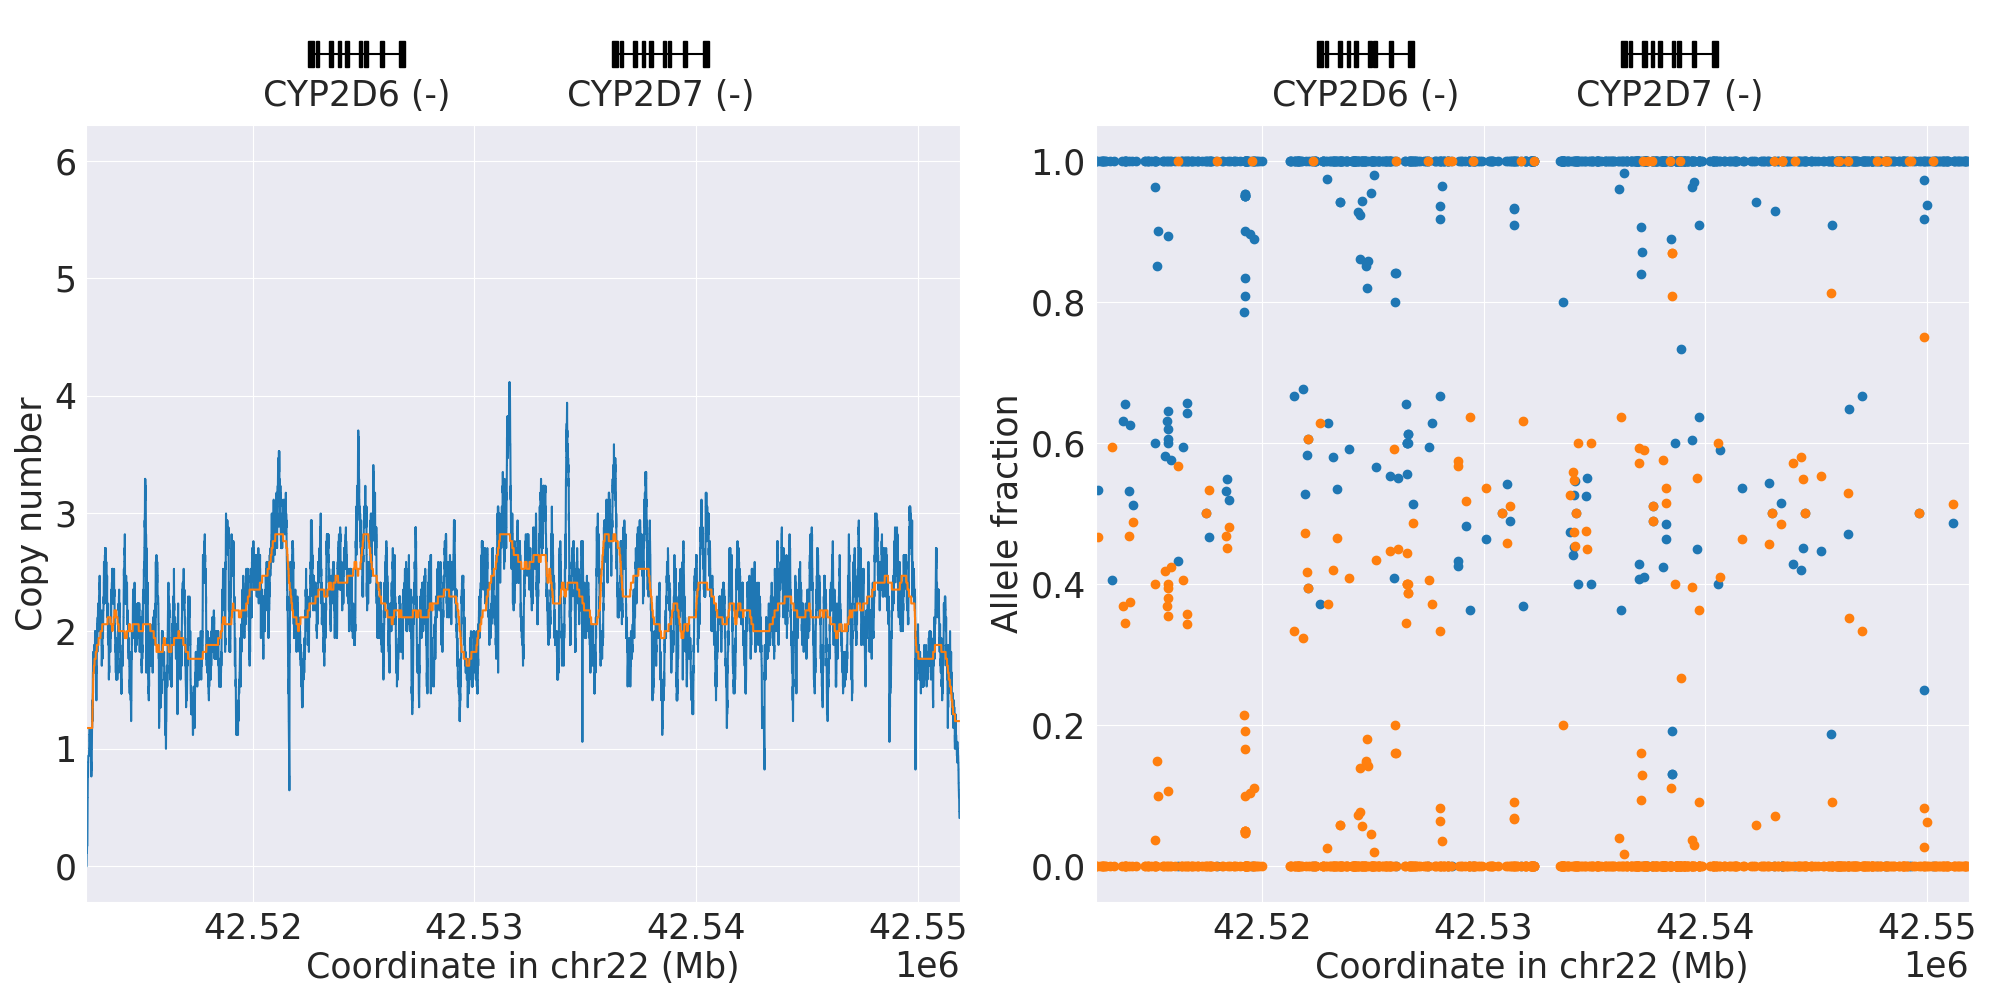 CYP2D6 (-)
CYP2D7 (-)
6
5
4
3
2
1
0
Copy number
42.52
42.53
42.54
42.55
Coordinate in chr22 (Mb)
1e6
CYP2D6 (-)
CYP2D7 (-)
1.0
0.8
0.6
0.4
0.2
0.0
Allele fraction
42.52
42.53
42.54
42.55
Coordinate in chr22 (Mb)
1e6